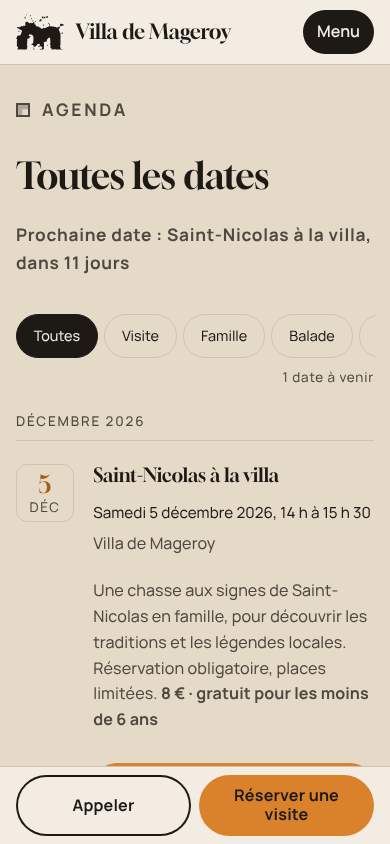 Villa de Mageroy
Menu
AGENDA
Toutes les dates
Prochaine date : Saint-Nicolas à la villa,
dans 11 jours
Toutes
Visite
Famille
Balade
1 date à venir
DÉCEMBRE 2026
5
DÉC
Saint-Nicolas à la villa
Samedi 5 décembre 2026, 14 h à 15 h 30
Villa de Mageroy
Une chasse aux signes de Saint-
Nicolas en famille, pour découvrir les
traditions et les légendes locales.
Réservation obligatoire, places
limitées. 8 € · gratuit pour les moins
de 6 ans
Appeler
Réserver une
visite